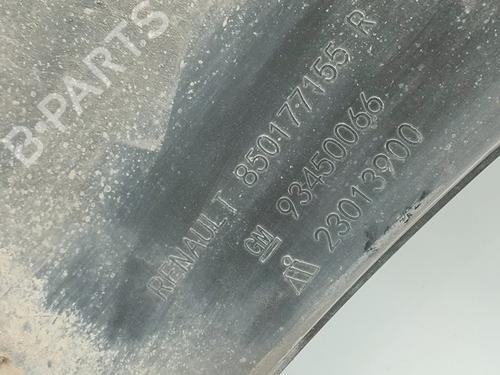 B-PARTS
RENAULT 850177155 R
GM 93450066
23013900